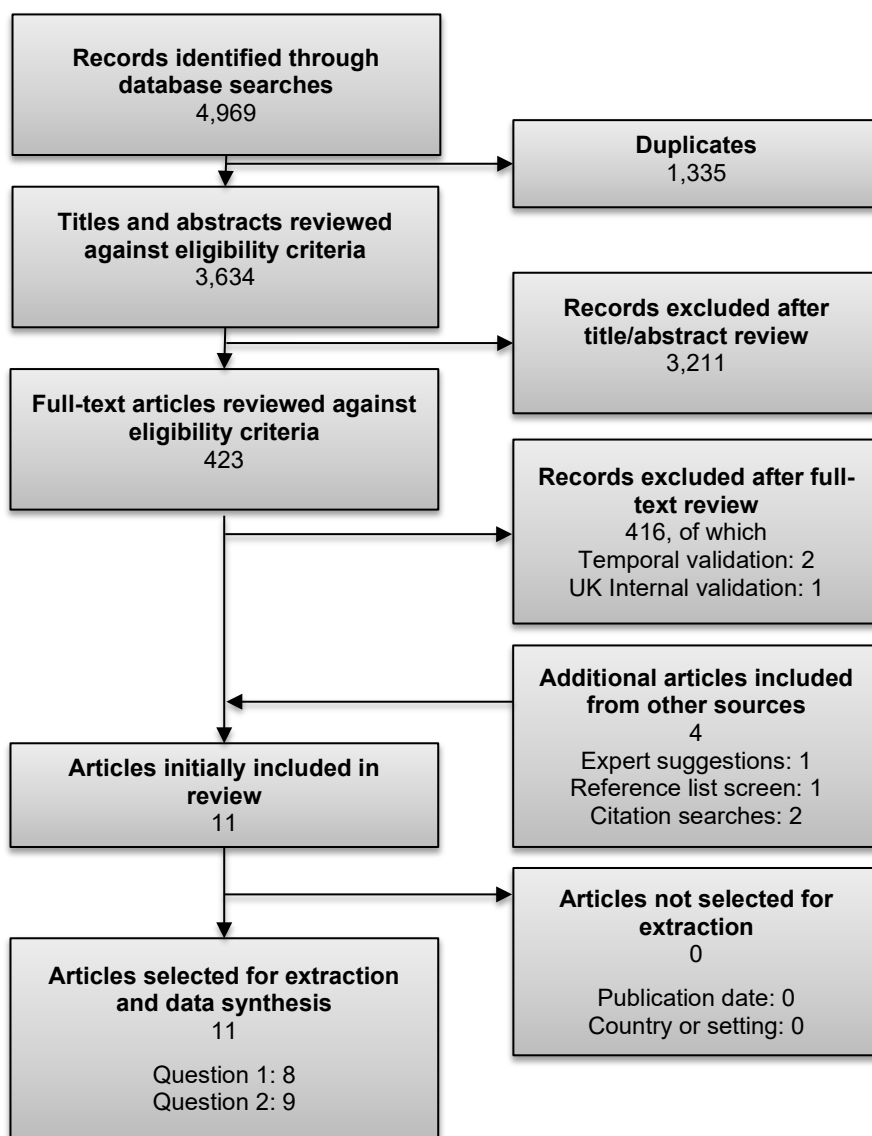 Records identified through
database searches
4,969
Duplicates
1,335
Titles and abstracts reviewed
against eligibility criteria
3,634
Records excluded after
title/abstract review
3,211
Full-text articles reviewed against
eligibility criteria
423
Records excluded after full-
text review
416, of which
Temporal validation: 2
UK Internal validation: 1
Additional articles included
from other sources
4
Expert suggestions: 1
Reference list screen: 1
Citation searches: 2
Articles initially included in
review
11
Articles not selected for
extraction
0
Publication date: 0
Country or setting: 0
Articles selected for extraction
and data synthesis
11
Question 1: 8
Question 2: 9